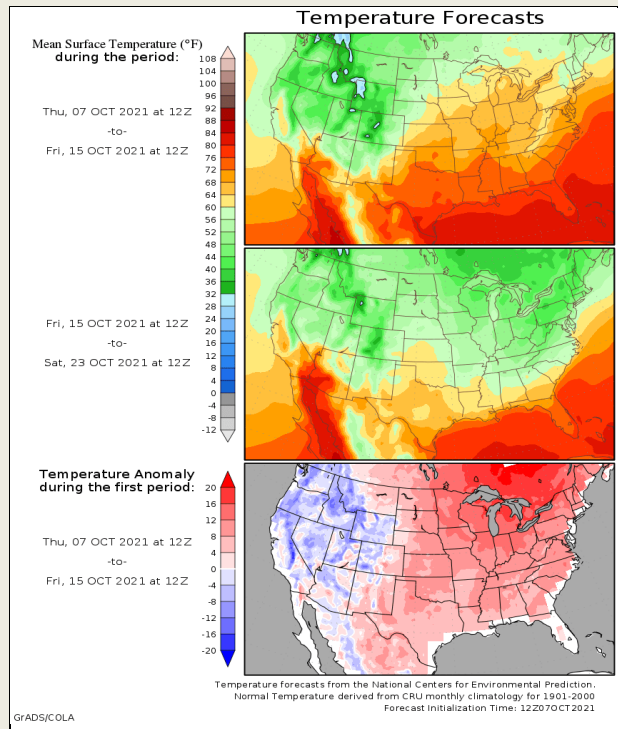 Temperature Forecasts
Mean Surface Temperature (°F)
during the period:
Thu, 07 OCT 2021 at 12Z
-to-
Fri, 15 OCT 2021 at 12Z
108
104
100
96
92
88
84
80
76
72
68
64
60
56
52
48
44
40
36
32
28
24
20
16
12
8
4
0
-4
-8
-12
Fri, 15 OCT 2021 at 12Z
-to-
Sat, 23 OCT 2021 at 12Z
Temperature Anomaly
during the first period:
Thu, 07 OCT 2021 at 12Z
-to-
Fri, 15 OCT 2021 at 12Z
20
16
12
8
4
0
-4
-8
-12
-16
-20
Temperature forecasts from the National Centers for Environmental Prediction.
Normal Temperature derived from CRU monthly climatology for 1901-2000
Forecast Initialization Time: 12Z07OCT2021
GrADS/COLA